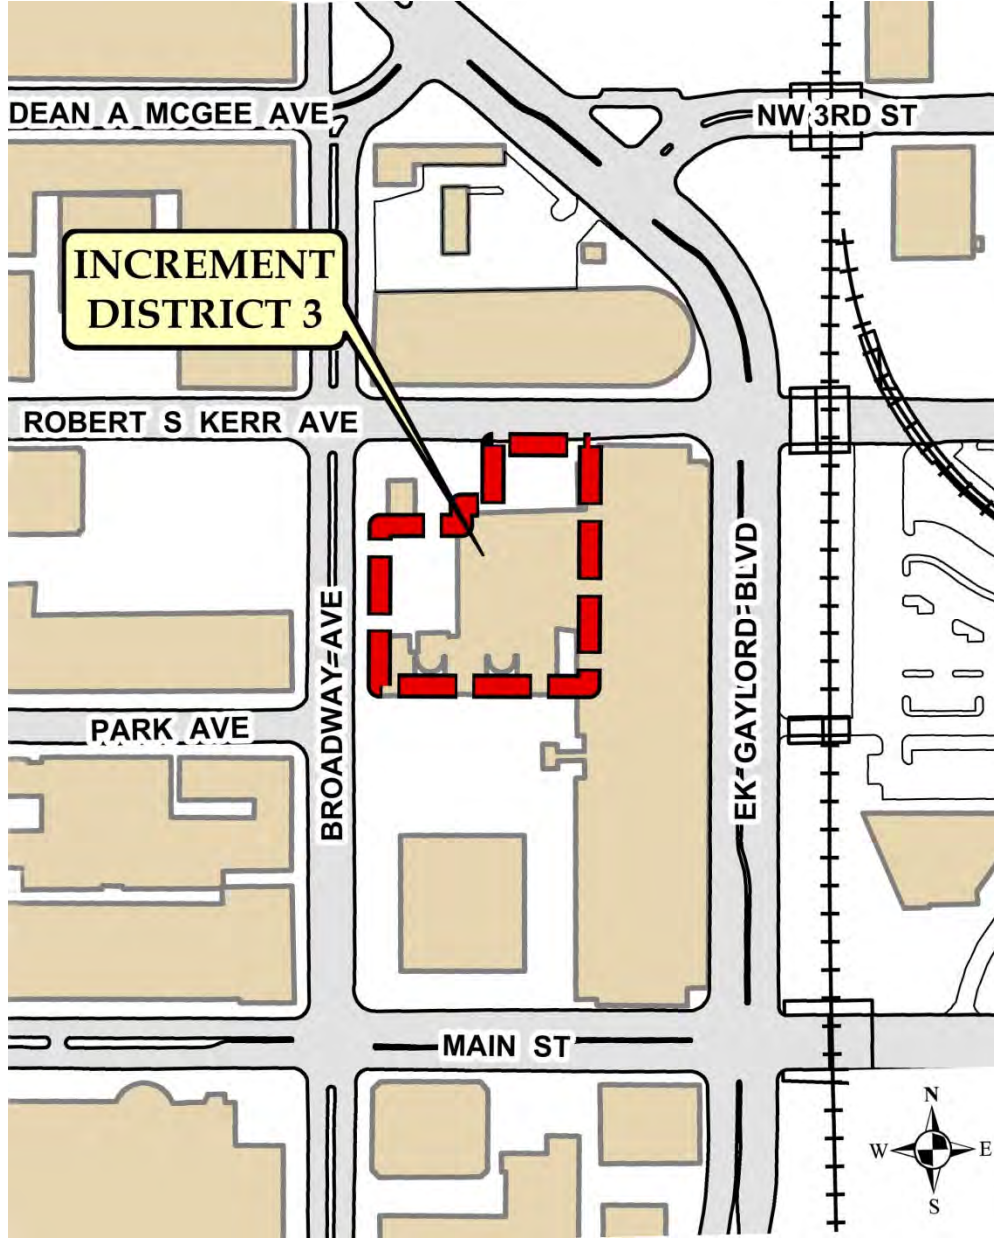 DEAN A MCGEE AVE
NW 3RD ST
INCREMENT
DISTRICT 3
ROBERT S KERR AVE
BROADWAY AVE
EK GAYLORD BLVD
PARK AVE
MAIN ST
N
W
E
S